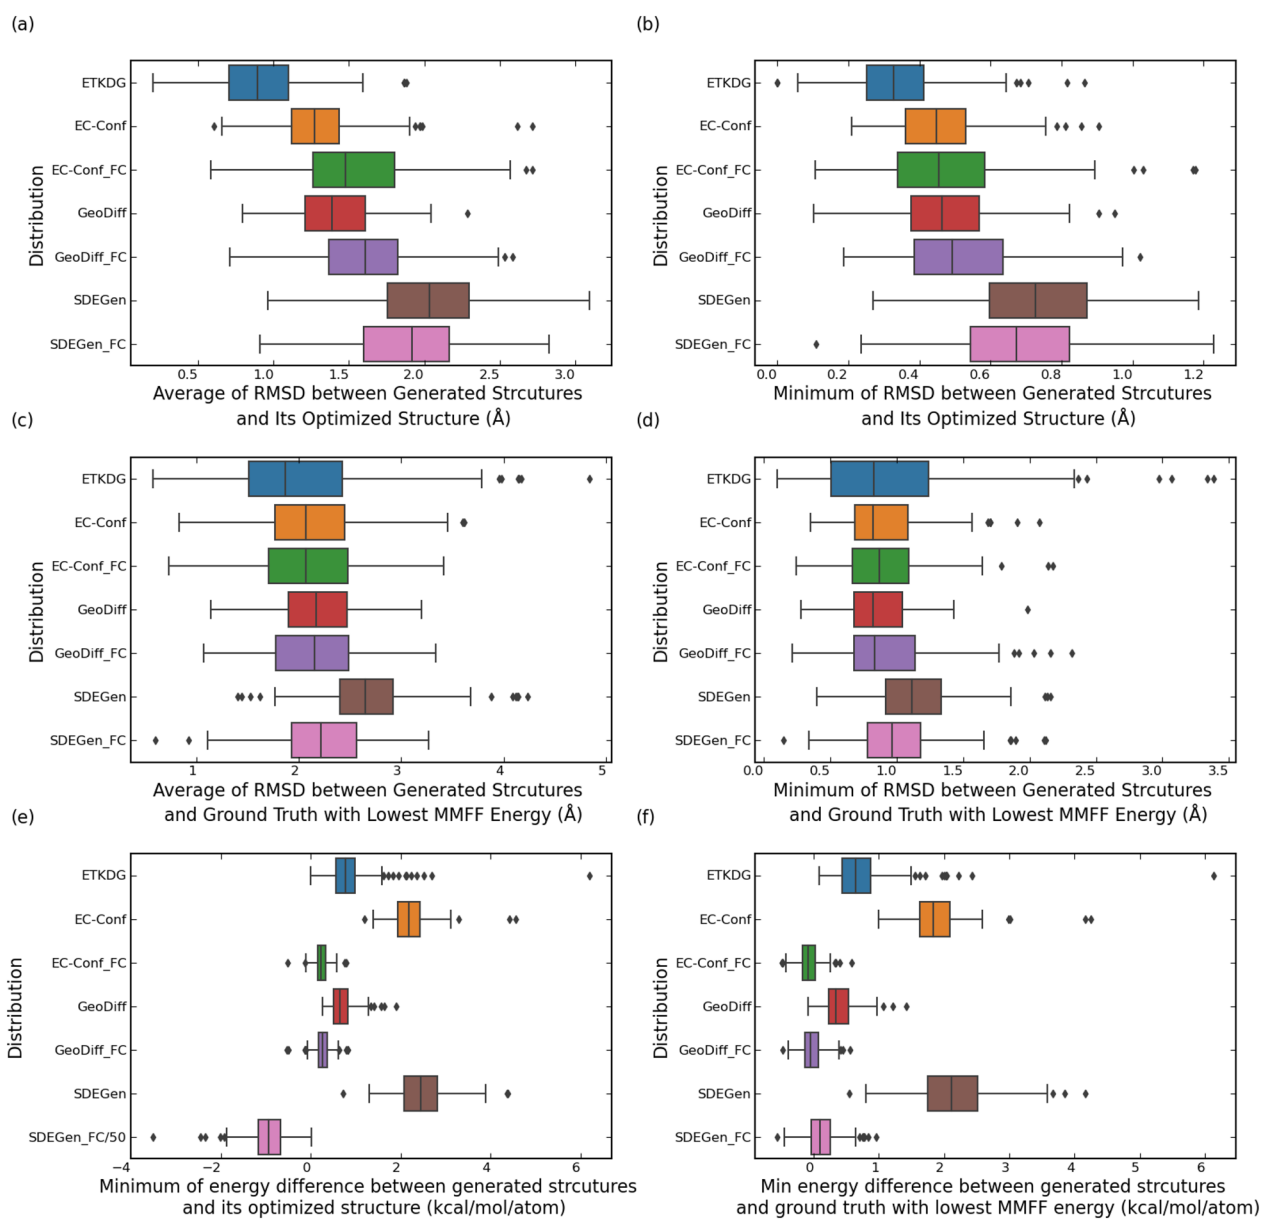 (a)
ETKDG
EC-Conf
EC-Conf_FC
GeoDiff
GeoDiff_FC
SDEGen
SDEGen_FC
Distribution
0.5 1.0 1.5 2.0 2.5 3.0
Average of RMSD between Generated Strcutures
and Its Optimized Structure (Å)
(b)
ETKDG
EC-Conf
EC-Conf_FC
GeoDiff
GeoDiff_FC
SDEGen
SDEGen_FC
Distribution
0.0 0.2 0.4 0.6 0.8 1.0 1.2
Minimum of RMSD between Generated Strcutures
and Its Optimized Structure (Å)
(c)
ETKDG
EC-Conf
EC-Conf_FC
GeoDiff
GeoDiff_FC
SDEGen
SDEGen_FC
Distribution
1 2 3 4 5
Average of RMSD between Generated Strcutures
and Ground Truth with Lowest MMFF Energy (Å)
(d)
ETKDG
EC-Conf
EC-Conf_FC
GeoDiff
GeoDiff_FC
SDEGen
SDEGen_FC
Distribution
0.0 0.5 1.0 1.5 2.0 2.5 3.0 3.5
Minimum of RMSD between Generated Strcutures
and Ground Truth with Lowest MMFF Energy (Å)
(e)
ETKDG
EC-Conf
EC-Conf_FC
GeoDiff
GeoDiff_FC
SDEGen
SDEGen_FC/50
Distribution
−4 −2 0 2 4 6
Minimum of energy difference between generated strcutures
and its optimized structure (kcal/mol/atom)
(f)
ETKDG
EC-Conf
EC-Conf_FC
GeoDiff
GeoDiff_FC
SDEGen
SDEGen_FC
Distribution
0 1 2 3 4 5 6
Min energy difference between generated strcutures
and ground truth with lowest MMFF energy (kcal/mol/atom)